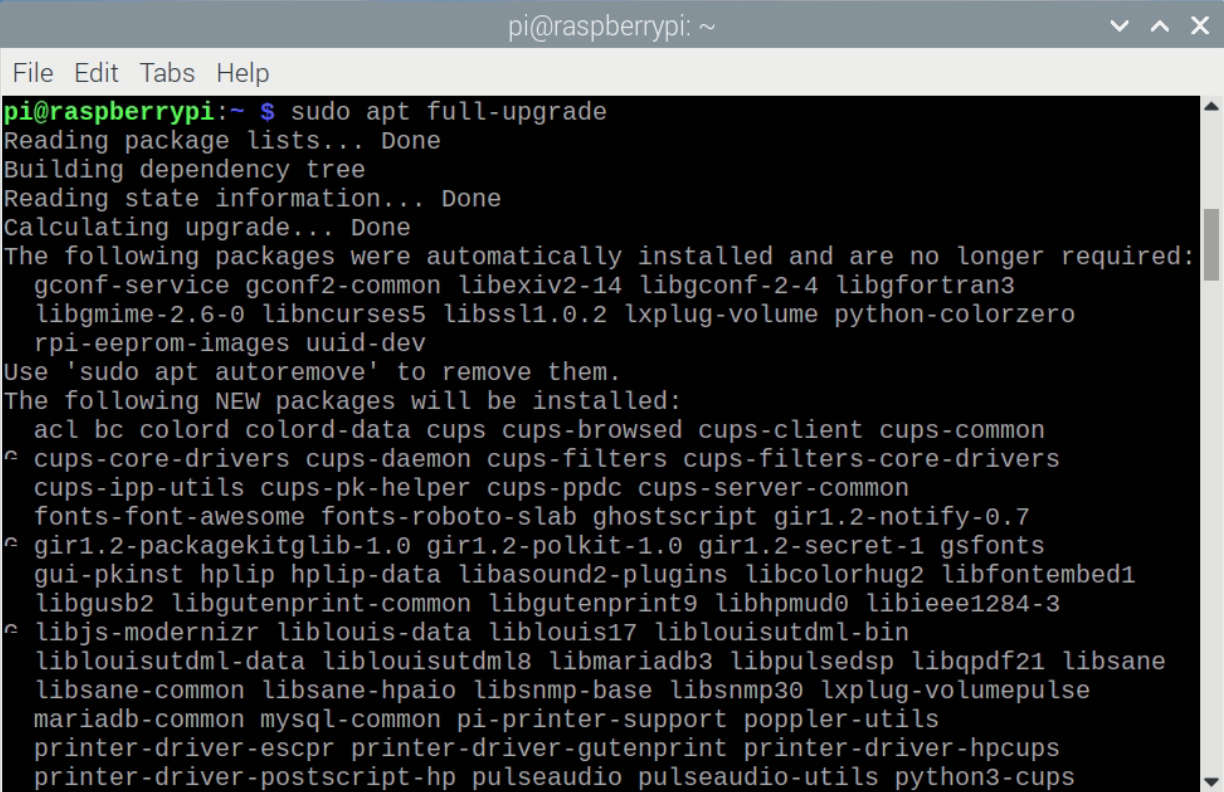 pi@raspberrypi: ~
File Edit Tabs Help
pi@raspberrypi:~ $ sudo apt full-upgrade
Reading package lists... Done
Building dependency tree
Reading state information... Done
Calculating upgrade... Done
The following packages were automatically installed and are no longer required:
  gconf-service gconf2-common libexiv2-14 libgconf-2-4 libgfortran3
  libgmime-2.6-0 libncurses5 libssl1.0.2 lxplug-volume python-colorzero
  rpi-eeprom-images uuid-dev
Use 'sudo apt autoremove' to remove them.
The following NEW packages will be installed:
  acl bc colord colord-data cups cups-browsed cups-client cups-common
  cups-core-drivers cups-daemon cups-filters cups-filters-core-drivers
  cups-ipp-utils cups-pk-helper cups-ppdc cups-server-common
  fonts-font-awesome fonts-roboto-slab ghostscript gir1.2-notify-0.7
  gir1.2-packagekitglib-1.0 gir1.2-polkit-1.0 gir1.2-secret-1 gsfonts
  gui-pkinst hplip hplip-data libasound2-plugins libcolorhug2 libfontembed1
  libgusb2 libgutenprint-common libgutenprint9 libhpmud0 libieee1284-3
  libjs-modernizr liblouis-data liblouis17 liblouisutdml-bin
  liblouisutdml-data liblouisutdml8 libmariadb3 libpulsedsp libqpdf21 libsane
  libsane-common libsane-hpaio libsnmp-base libsnmp30 lxplug-volumepulse
  mariadb-common mysql-common pi-printer-support poppler-utils
  printer-driver-escpr printer-driver-gutenprint printer-driver-hpcups
  printer-driver-postscript-hp pulseaudio pulseaudio-utils python3-cups